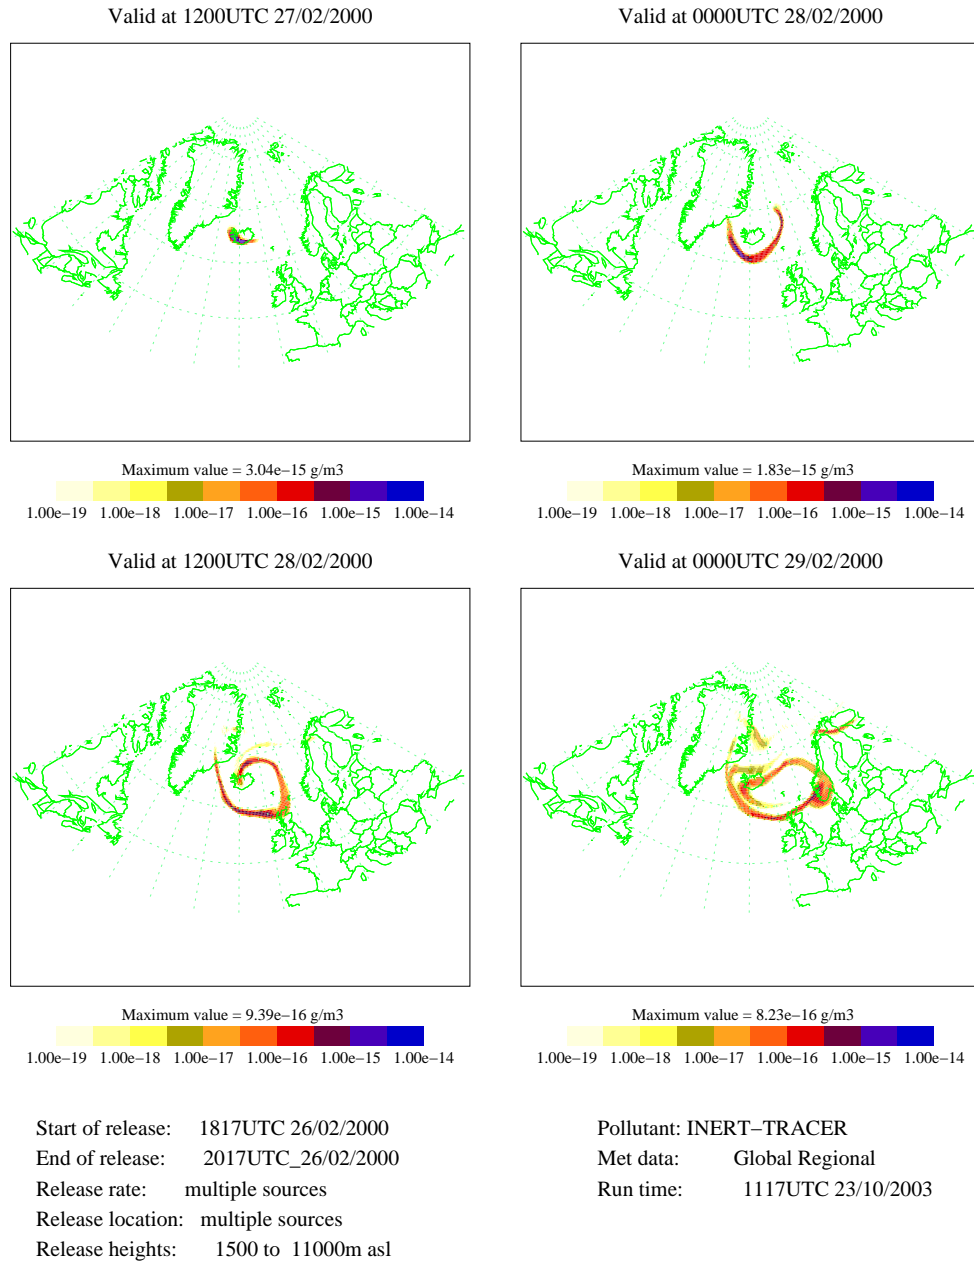 Valid at 1200UTC 27/02/2000
Valid at 0000UTC 28/02/2000
Maximum value = 3.04e−15 g/m3
1.00e−19 1.00e−18 1.00e−17 1.00e−16 1.00e−15 1.00e−14
Maximum value = 1.83e−15 g/m3
1.00e−19 1.00e−18 1.00e−17 1.00e−16 1.00e−15 1.00e−14
Valid at 1200UTC 28/02/2000
Valid at 0000UTC 29/02/2000
Maximum value = 9.39e−16 g/m3
1.00e−19 1.00e−18 1.00e−17 1.00e−16 1.00e−15 1.00e−14
Maximum value = 8.23e−16 g/m3
1.00e−19 1.00e−18 1.00e−17 1.00e−16 1.00e−15 1.00e−14
Start of release: 1817UTC 26/02/2000
End of release: 2017UTC_26/02/2000
Release rate: multiple sources
Release location: multiple sources
Release heights: 1500 to 11000m asl
Pollutant: INERT−TRACER
Met data: Global Regional
Run time: 1117UTC 23/10/2003